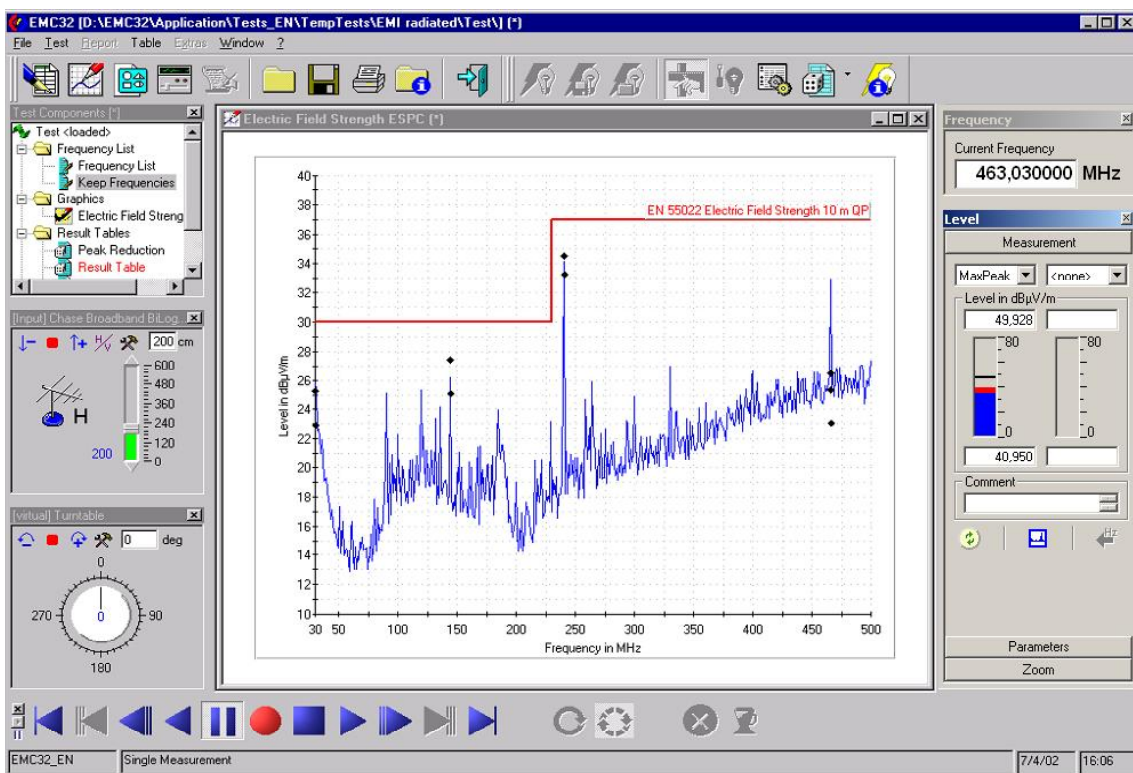 EMC32 [D:\EMC32\Application\Tests_EN\TempTests\EMI radiated\Test\] (*)
File Test Report Table Extras Window ?
Test Components [*]
Test <loaded>
Frequency List
Frequency List
Keep Frequencies
Graphics
Electric Field Streng
Result Tables
Peak Reduction
Result Table
[Input] Chase Broadband BiLog
H/V 200 cm
600
480
360
240
120
0
H
200
[virtual] Turntable
0 deg
0
270
0
90
180
Electric Field Strength ESPC (*)
EN 55022 Electric Field Strength 10 m QP
Level in dBµV/m
40
38
36
34
32
30
28
26
24
22
20
18
16
14
12
10
30 50 100 150 200 250 300 350 400 450 500
Frequency in MHz
Frequency
Current Frequency
463,030000 MHz
Level
Measurement
MaxPeak <none>
Level in dBµV/m
49,928
80 80
0 0
40,950
Comment
Hz
Parameters
Zoom
EMC32_EN Single Measurement 7/4/02 16:06